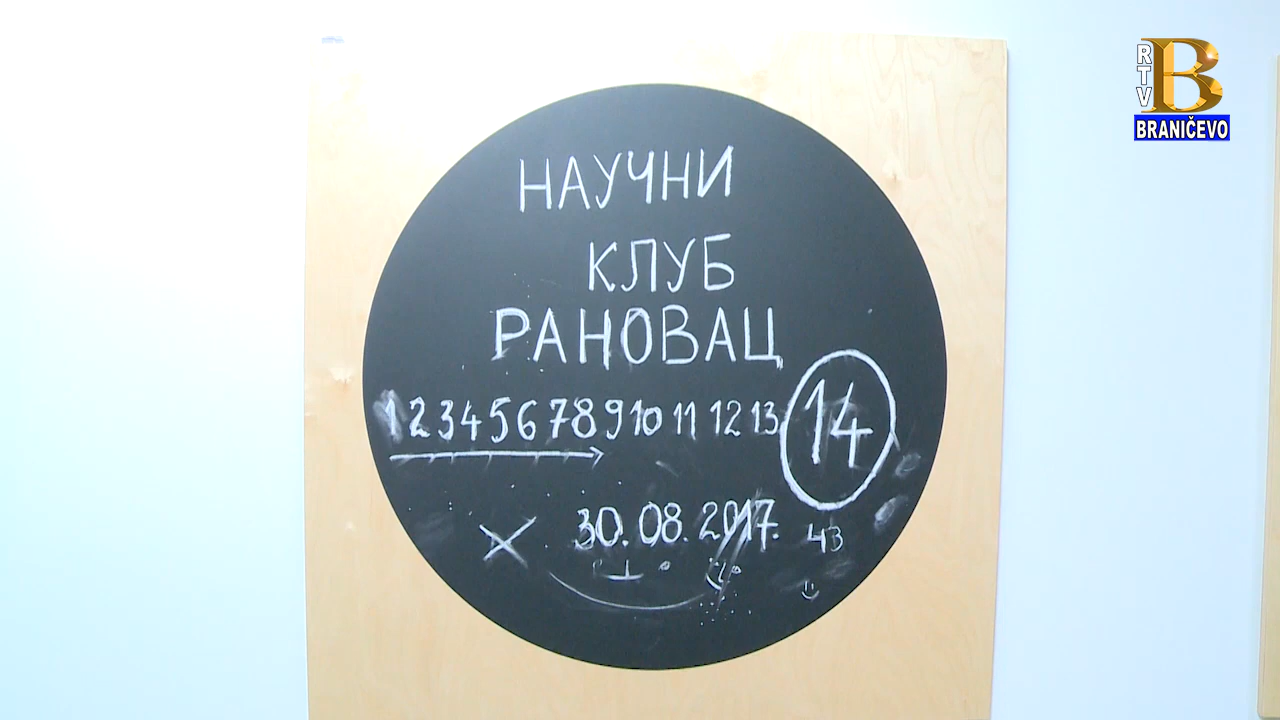 RTV
B
BRANIČEVO
НАУЧНИ
КЛУБ
РАНОВАЦ
1 2 3 4 5 6 7 8 9 10 11 12 13 14
30.08.2017.
43